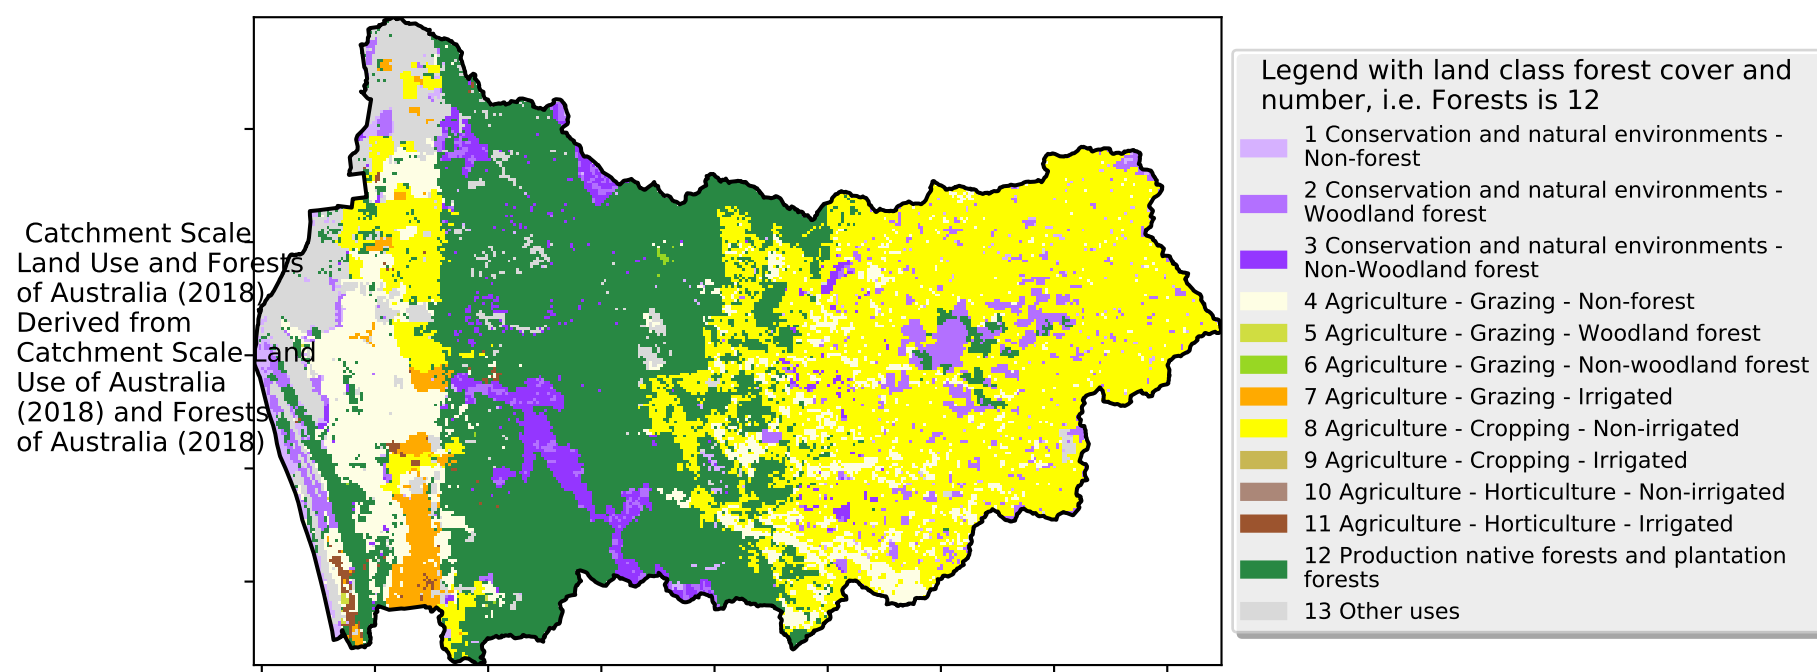 Catchment Scale
Land Use and Forests
of Australia (2018)
Derived from
Catchment Scale Land
Use of Australia
(2018) and Forests
of Australia (2018)
Legend with land class forest cover and
number, i.e. Forests is 12
1 Conservation and natural environments -
Non-forest
2 Conservation and natural environments -
Woodland forest
3 Conservation and natural environments -
Non-Woodland forest
4 Agriculture - Grazing - Non-forest
5 Agriculture - Grazing - Woodland forest
6 Agriculture - Grazing - Non-woodland forest
7 Agriculture - Grazing - Irrigated
8 Agriculture - Cropping - Non-irrigated
9 Agriculture - Cropping - Irrigated
10 Agriculture - Horticulture - Non-irrigated
11 Agriculture - Horticulture - Irrigated
12 Production native forests and plantation
forests
13 Other uses